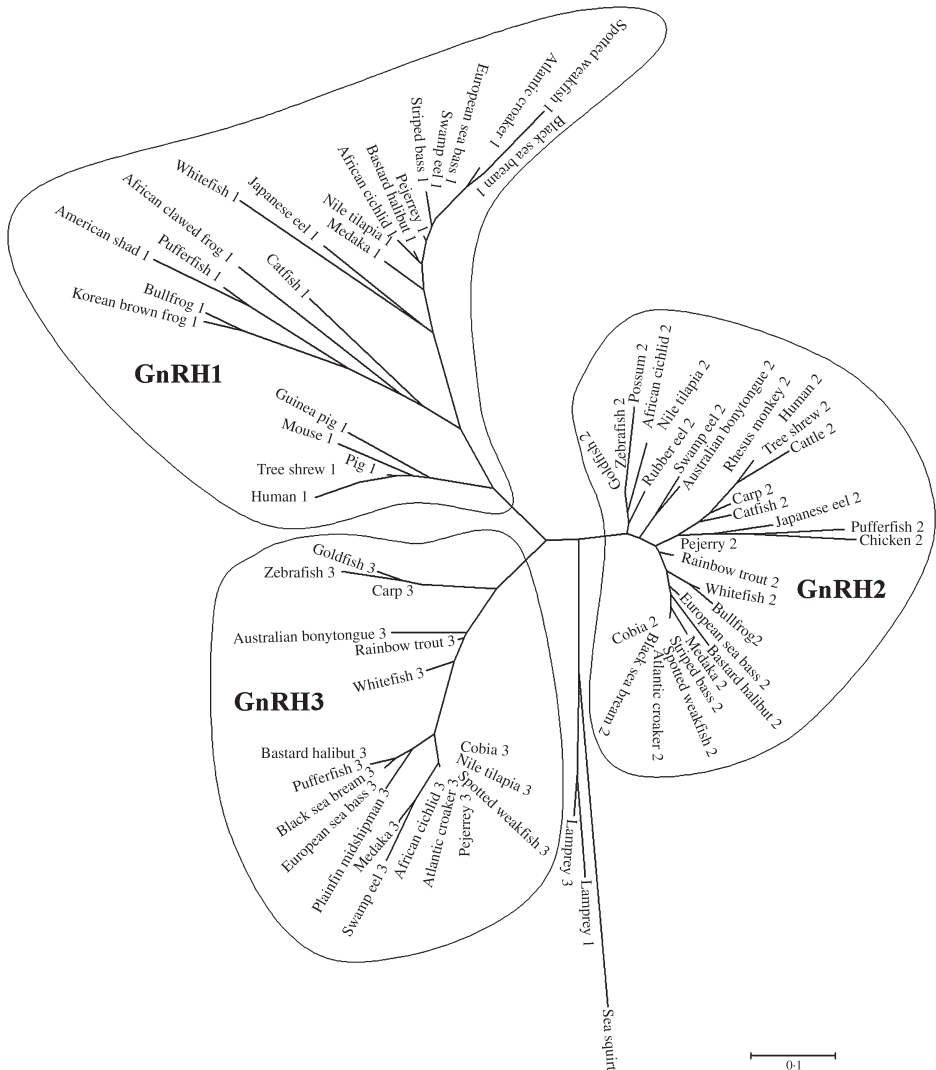 Spotted weakfish 1
Atlantic croaker 1
Black sea bream 1
European sea bass 1
Swamp eel 1
Striped bass 1
Pejerrey 1
Bastard halibut 1
African cichlid 1
Nile tilapia 1
Medaka 1
Japanese eel 1
Whitefish 1
African clawed frog 1
Catfish 1
Pufferfish 1
American shad 1
Bullfrog 1
Korean brown frog 1
GnRH1
Guinea pig 1
Mouse 1
Pig 1
Tree shrew 1
Human 1
Goldfish 2
Zebrafish 2
Possum 2
African cichlid 2
Nile tilapia 2
Rubber eel 2
Swamp eel 2
Australian bonytongue 2
Rhesus monkey 2
Human 2
Tree shrew 2
Cattle 2
Carp 2
Catfish 2
Japanese eel 2
Pufferfish 2
Chicken 2
Pejerry 2
Rainbow trout 2
Whitefish 2
GnRH2
Bullfrog2
European sea bass 2
Bastard halibut 2
Medaka 2
Striped bass 2
Spotted weakfish 2
Atlantic croaker 2
Black sea bream 2
Cobia 2
Goldfish 3
Zebrafish 3
Carp 3
Australian bonytongue 3
Rainbow trout 3
Whitefish 3
GnRH3
Bastard halibut 3
Pufferfish 3
Black sea bream 3
European sea bass 3
Plainfin midshipman 3
Medaka 3
Swamp eel 3
African cichlid 3
Atlantic croaker 3
Pejerrey 3
Cobia 3
Nile tilapia 3
Spotted weakfish 3
Lamprey 3
Lamprey 1
Sea squirt
0·1